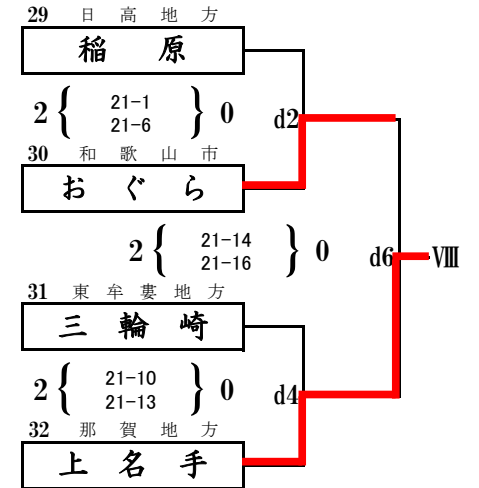 29 日高地方
稲原
2 { 21-1 } 0
21-6
d2
30 和歌山市
おぐら
2 { 21-14 } 0
21-16
d6 Ⅷ
31 東牟婁地方
三輪崎
2 { 21-10 } 0
21-13
d4
32 那賀地方
上名手